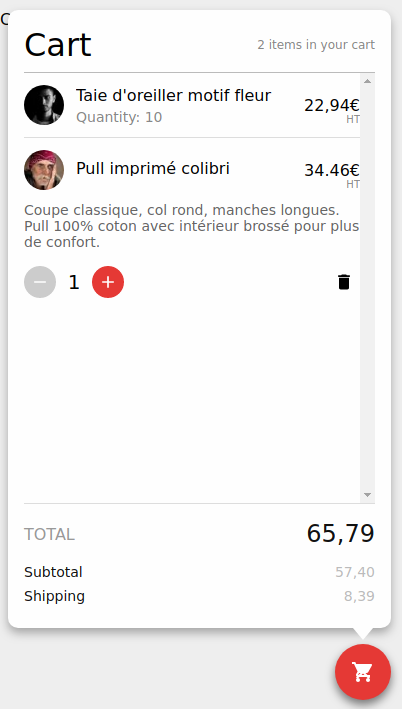 Cart
2 items in your cart
Taie d'oreiller motif fleur
22,94€
Quantity: 10
HT
Pull imprimé colibri
34.46€
HT
Coupe classique, col rond, manches longues.
Pull 100% coton avec intérieur brossé pour plus
de confort.
1
TOTAL
65,79
Subtotal
57,40
Shipping
8,39